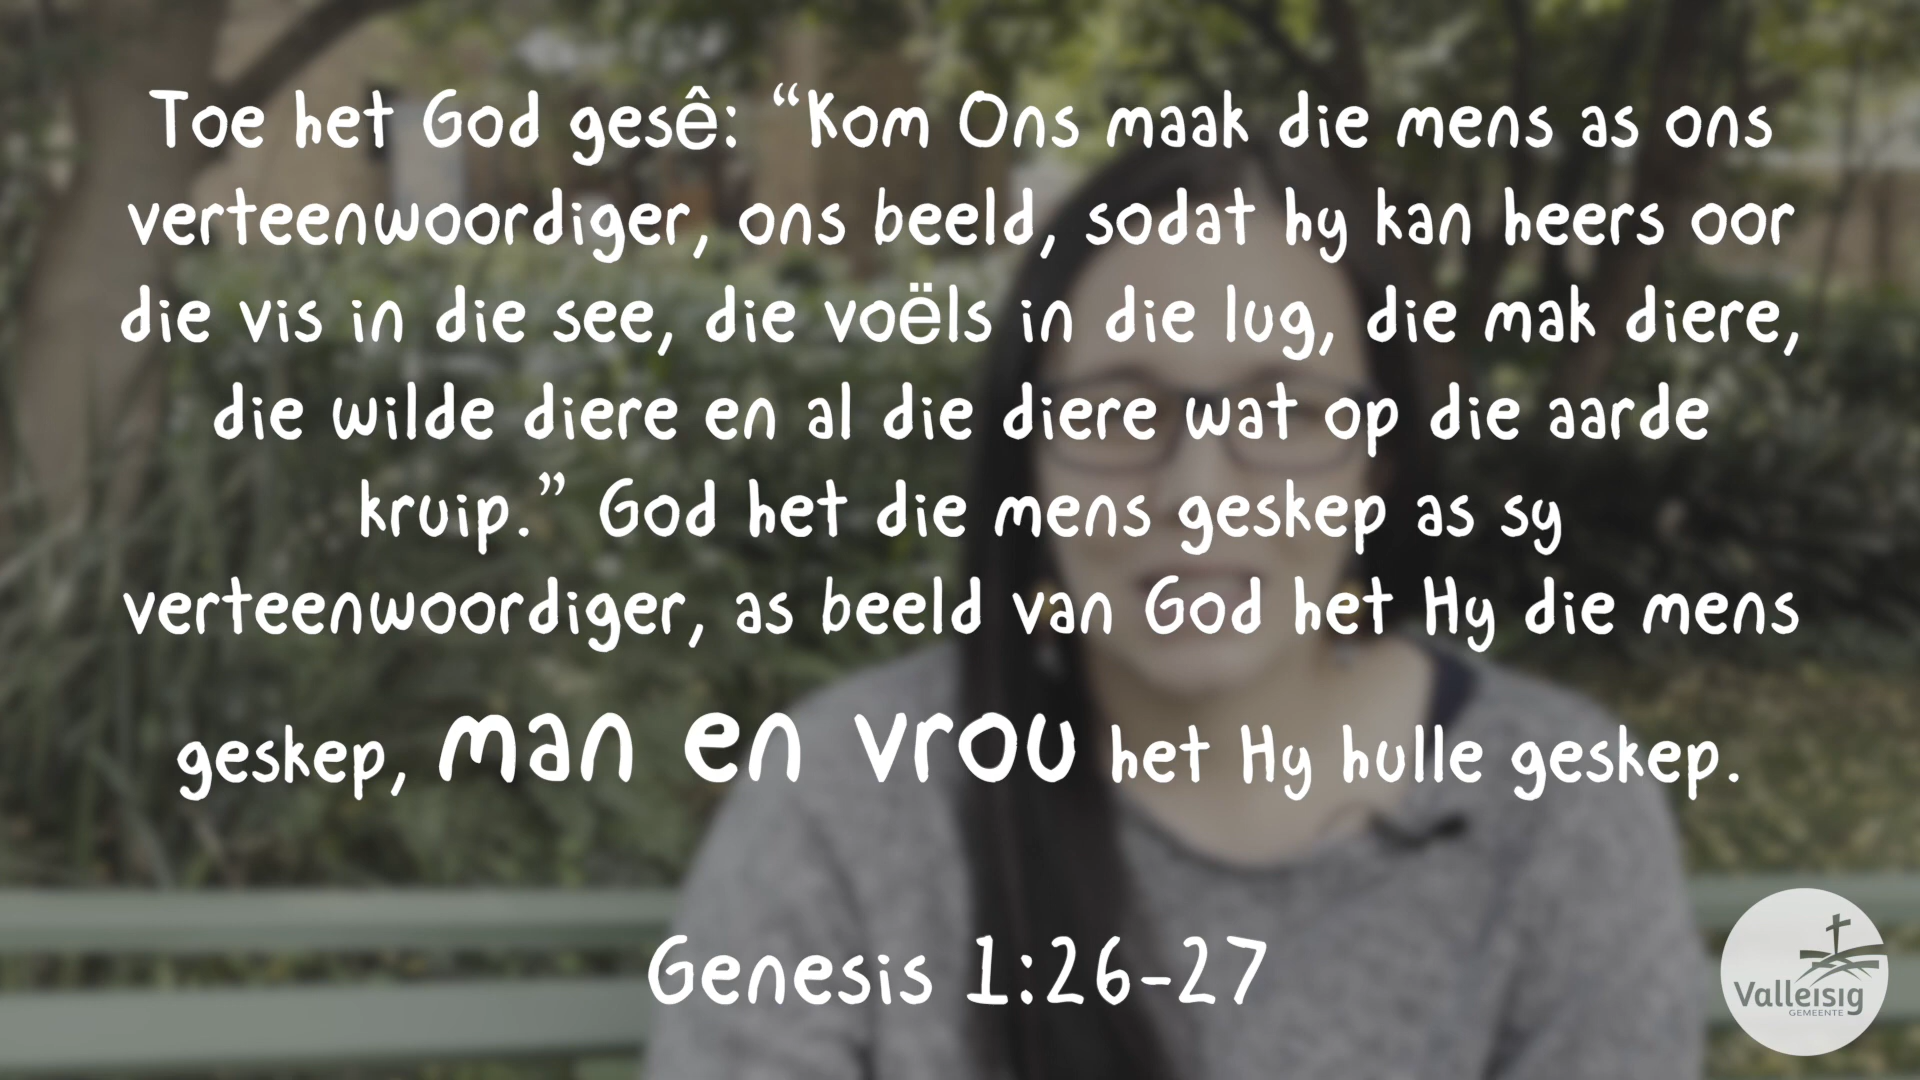 Toe het God gesê: “Kom Ons maak die mens as ons
verteenwoordiger, ons beeld, sodat hy kan heers oor
die vis in die see, die voëls in die lug, die mak diere,
die wilde diere en al die diere wat op die aarde
kruip.” God het die mens geskep as sy
verteenwoordiger, as beeld van God het Hy die mens
geskep, man en vrou het Hy hulle geskep.
Genesis 1:26-27
Valleisig
GEMEENTE